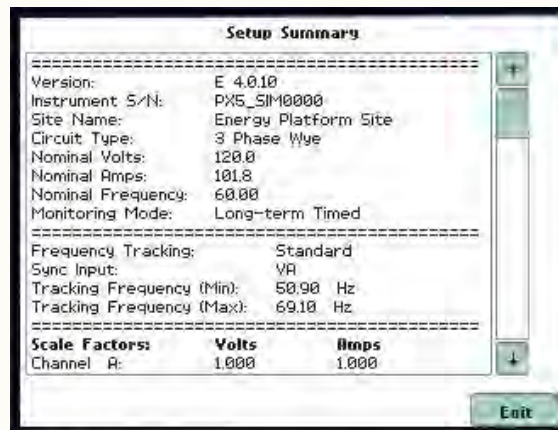 Setup Summary
================================================
Version: E 4.0.10
Instrument S/N: PX5_SIM0000
Site Name: Energy Platform Site
Circuit Type: 3 Phase Wye
Nominal Volts: 120.0
Nominal Amps: 101.8
Nominal Frequency: 60.00
Monitoring Mode: Long-term Timed
================================================
Frequency Tracking: Standard
Sync Input: VA
Tracking Frequency (Min): 50.90 Hz
Tracking Frequency (Max): 69.10 Hz
================================================
Scale Factors: Volts Amps
Channel A: 1.000 1.000
Exit